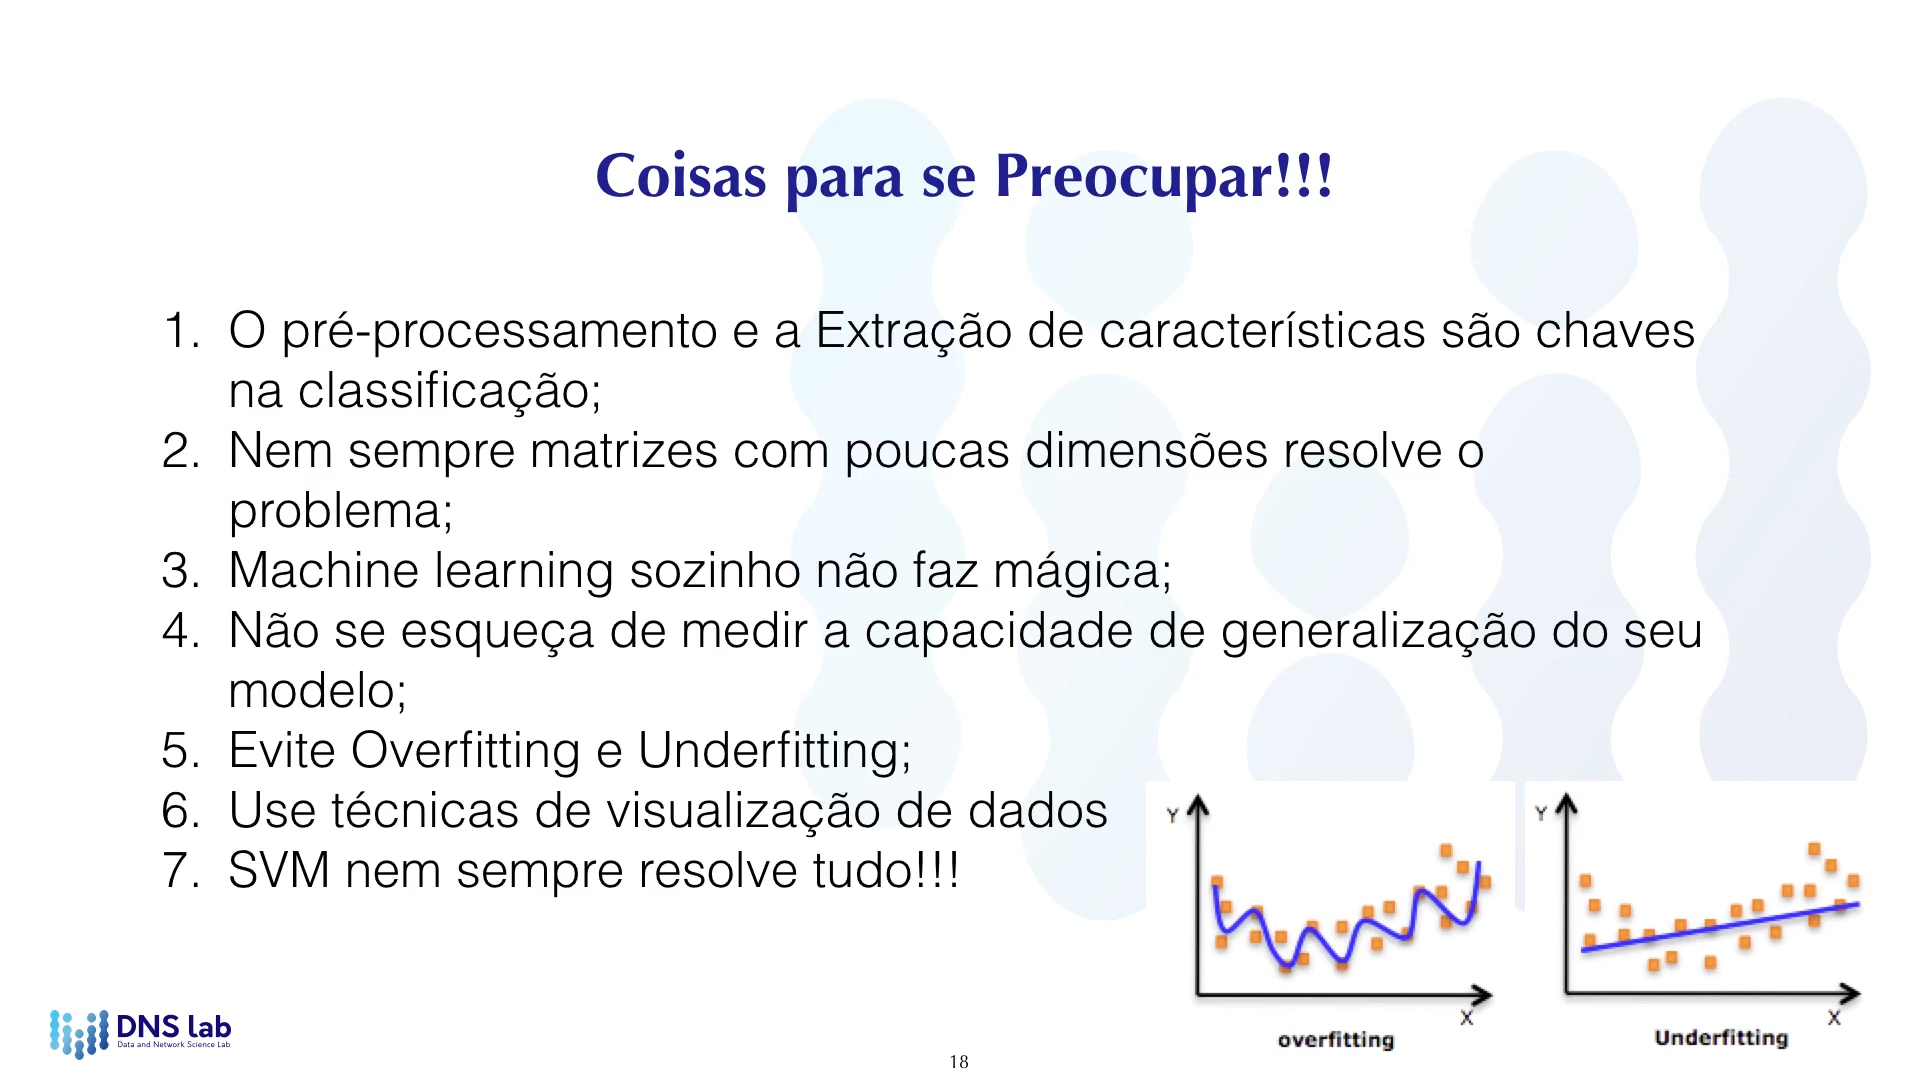 Coisas para se Preocupar!!!
1. O pré-processamento e a Extração de características são chaves
na classificação;
2. Nem sempre matrizes com poucas dimensões resolve o
problema;
3. Machine learning sozinho não faz mágica;
4. Não se esqueça de medir a capacidade de generalização do seu
modelo;
5. Evite Overfitting e Underfitting;
6. Use técnicas de visualização de dados
7. SVM nem sempre resolve tudo!!!
Y
X
overfitting
Y
X
Underfitting
DNS Lab
Data and Network Science Lab
18